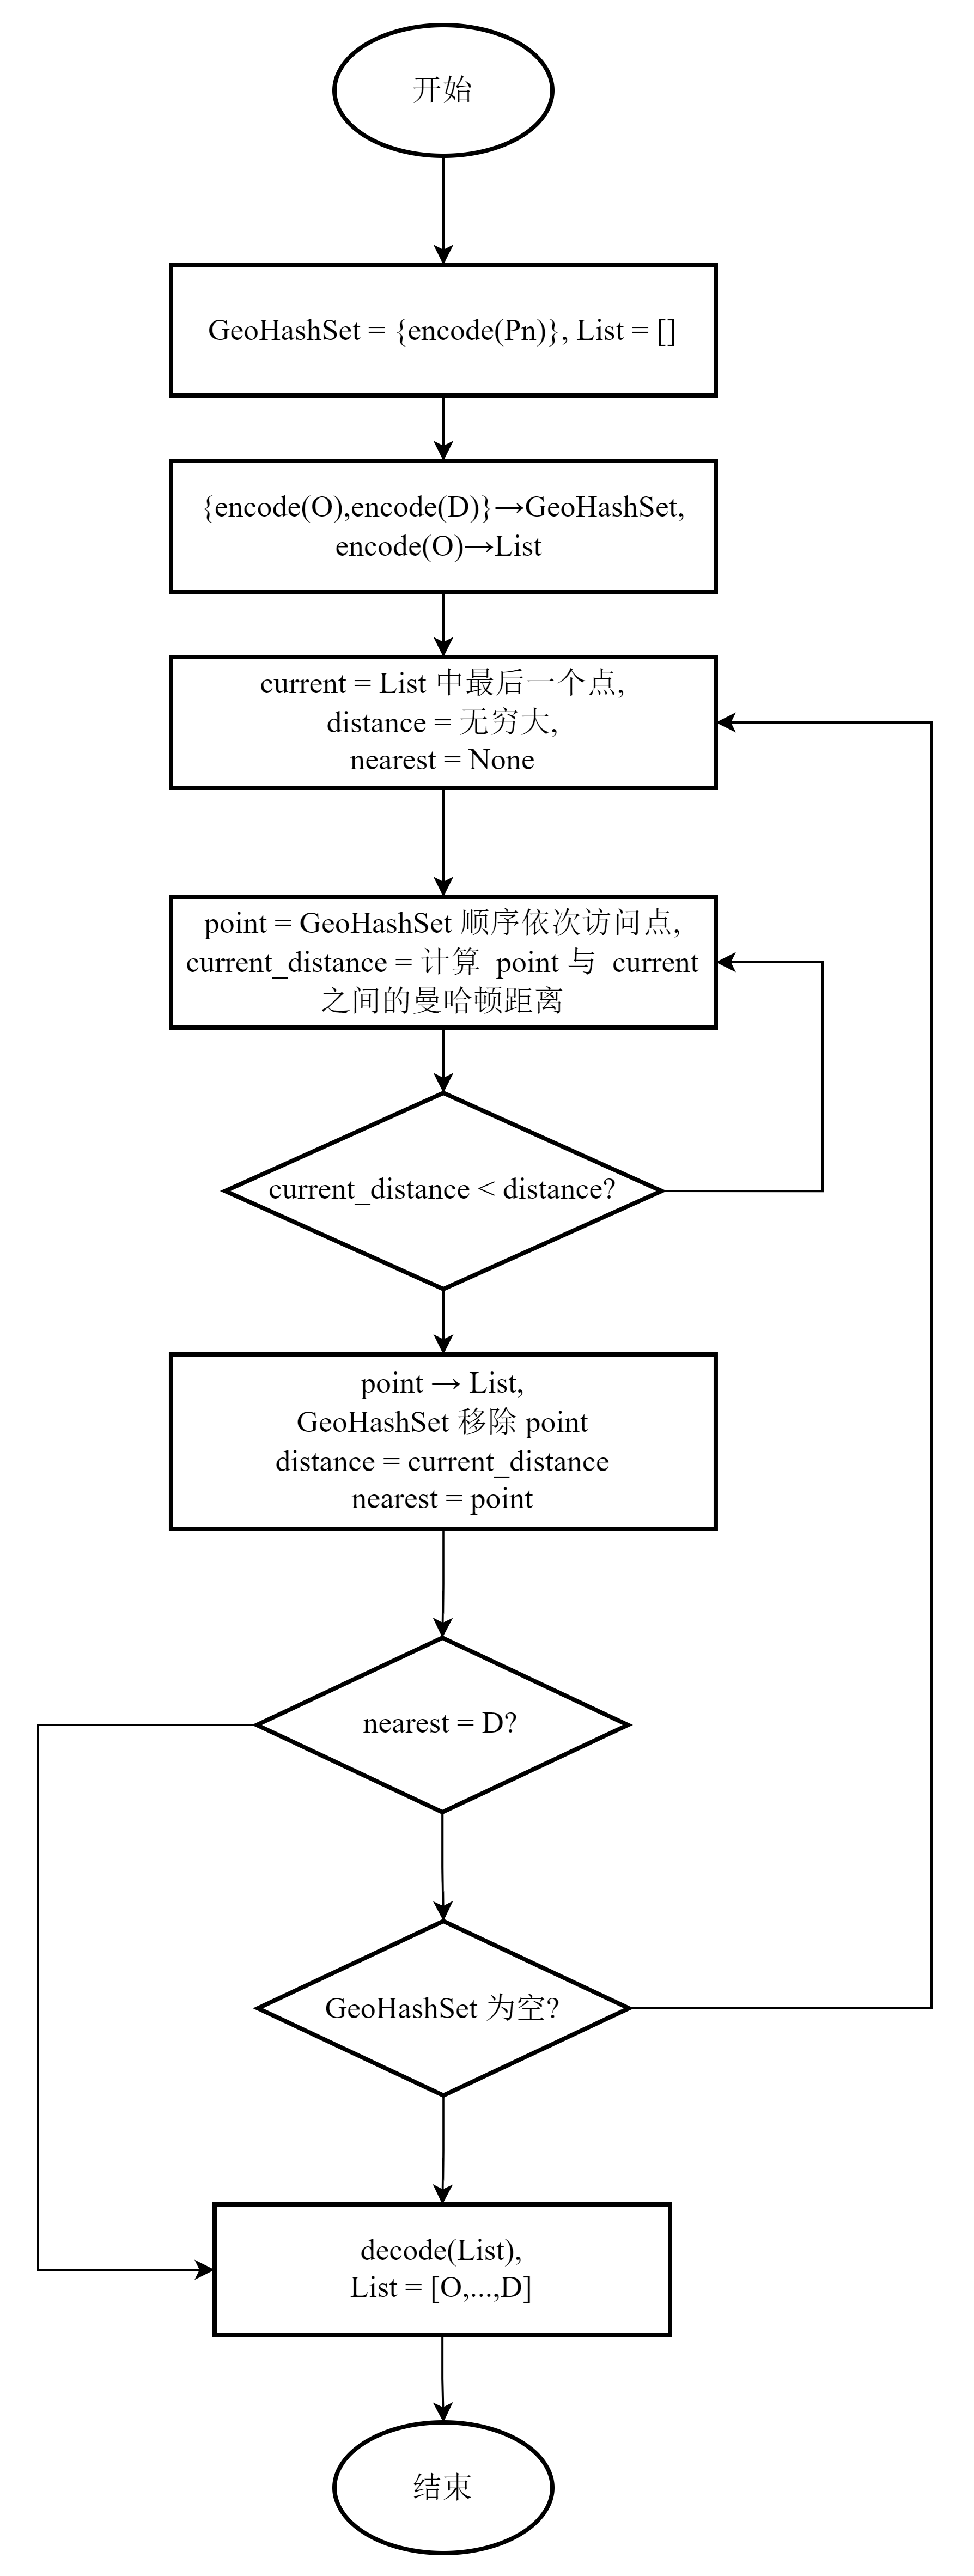 开始
GeoHashSet = {encode(Pn)}, List = []
{encode(O),encode(D)}→GeoHashSet,
encode(O)→List
current = List 中最后一个点,
distance = 无穷大,
nearest = None
point = GeoHashSet 顺序依次访问点,
current_distance = 计算 point 与 current
之间的曼哈顿距离
current_distance < distance?
point → List,
GeoHashSet 移除 point
distance = current_distance
nearest = point
nearest = D?
GeoHashSet 为空?
decode(List),
List = [O,...,D]
结束